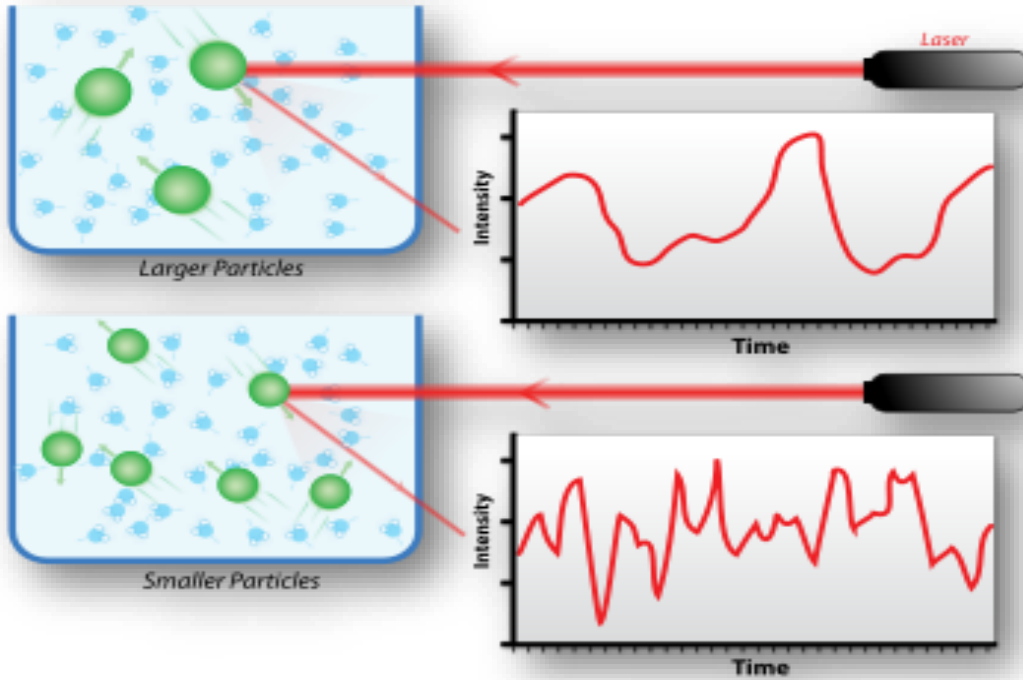 Laser
Intensity
Time
Larger Particles
Intensity
Time
Smaller Particles